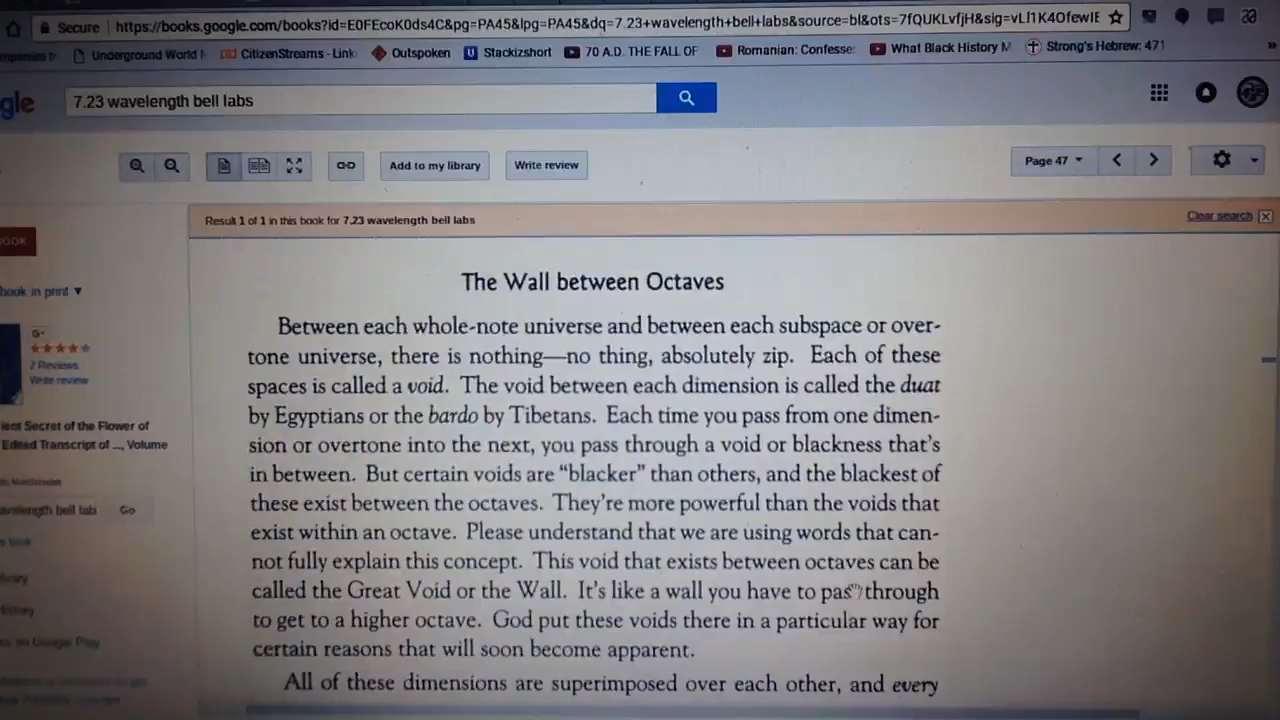 Secure https://books.google.com/books?id=E0FEcoK0ds4C&pg=PA45&lpg=PA45&dq=7.23+wavelength+bell+labs&source=bl&ots=7fQUKLvfjH&sig=vLl1K4OfewIE
Underground World CitizenStreams - Link Outspoken Stackizshort 70 A.D. THE FALL OF Romanian: Confesse: What Black History M Strong's Hebrew: 471 »
gle 7.23 wavelength bell labs
Add to my library Write review Page 47
Result 1 of 1 in this book for 7.23 wavelength bell labs Clear search
OOK
book in print ▼
G+
2 Reviews
Write review
ient Secret of the Flower of
Edited Transcript of ..., Volume
avelength bell lab Go
on Google Play
The Wall between Octaves
Between each whole-note universe and between each subspace or over-
tone universe, there is nothing—no thing, absolutely zip. Each of these
spaces is called a void. The void between each dimension is called the duat
by Egyptians or the bardo by Tibetans. Each time you pass from one dimen-
sion or overtone into the next, you pass through a void or blackness that's
in between. But certain voids are "blacker" than others, and the blackest of
these exist between the octaves. They're more powerful than the voids that
exist within an octave. Please understand that we are using words that can-
not fully explain this concept. This void that exists between octaves can be
called the Great Void or the Wall. It's like a wall you have to pass through
to get to a higher octave. God put these voids there in a particular way for
certain reasons that will soon become apparent.
All of these dimensions are superimposed over each other, and every